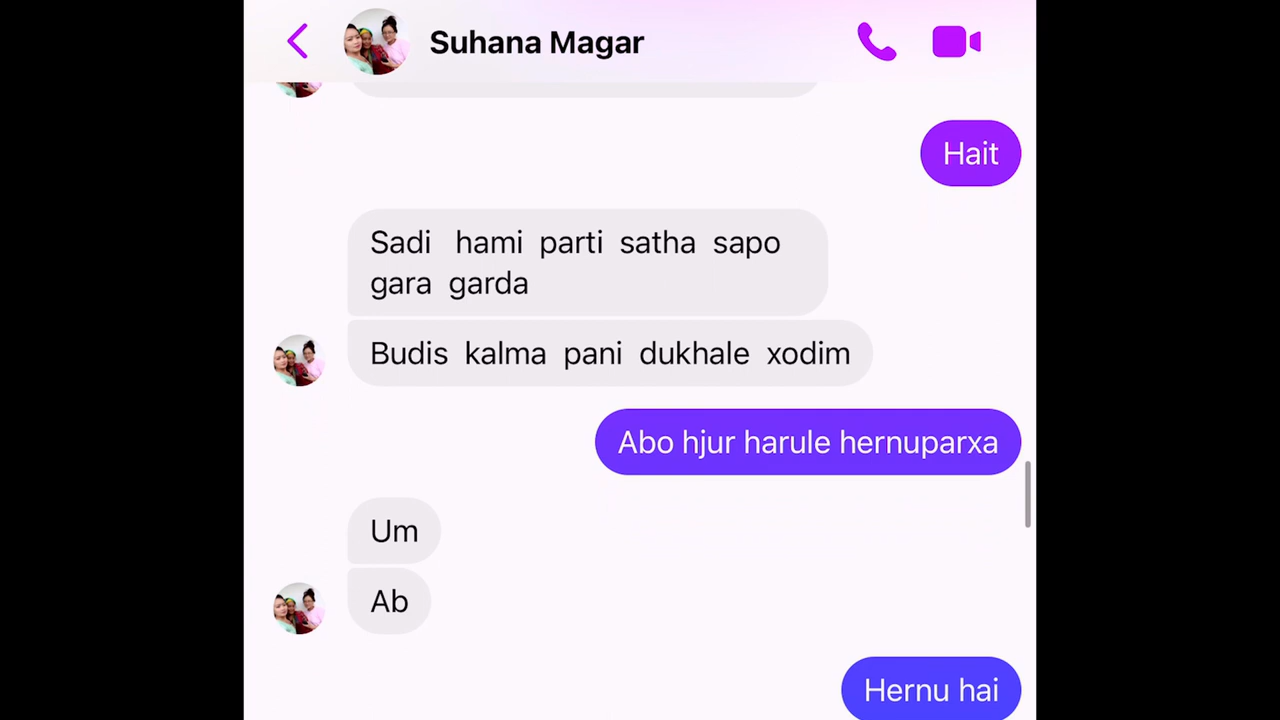 Suhana Magar
Hait
Sadi hami parti satha sapo
gara garda
Budis kalma pani dukhale xodim
Abo hjur harule hernuparxa
Um
Ab
Hernu hai